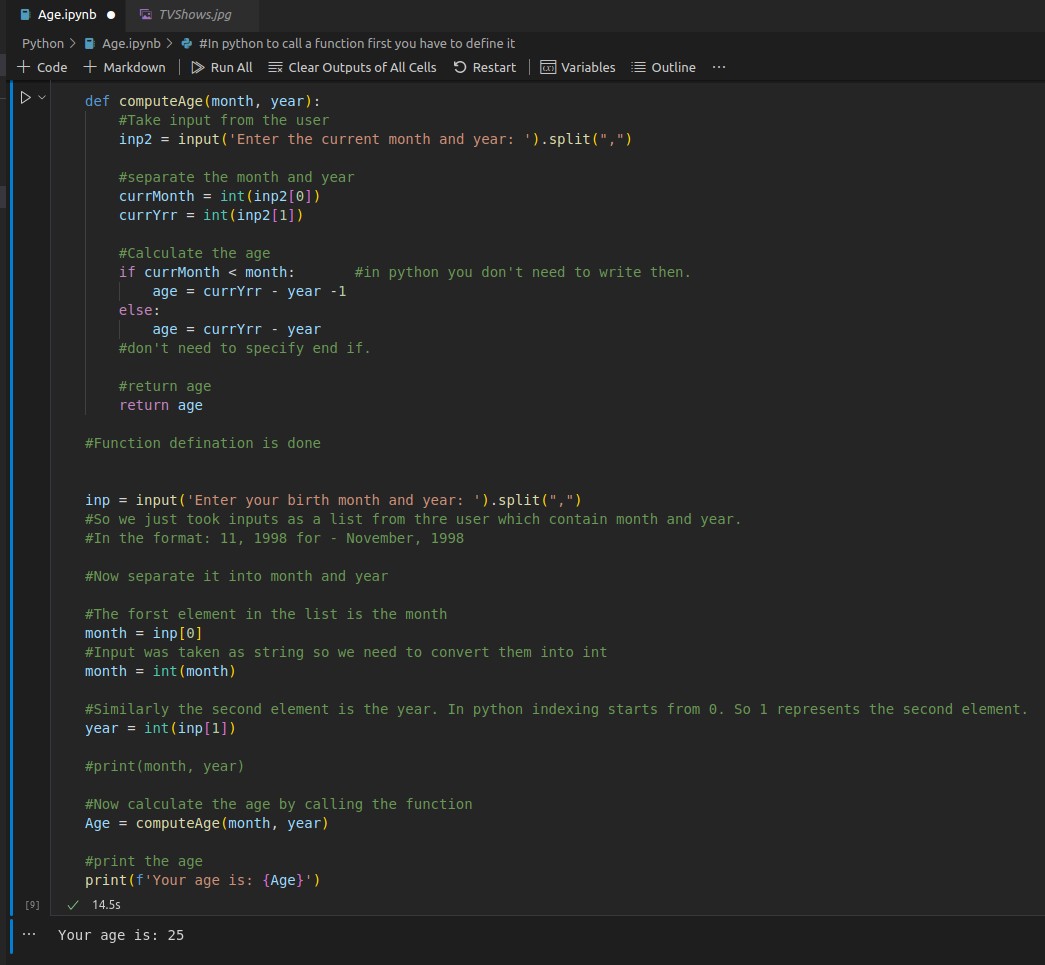 Age.ipynb ● TVShows.jpg
Python > Age.ipynb > #In python to call a function first you have to define it
+ Code + Markdown | Run All Clear Outputs of All Cells Restart | Variables Outline ...
def computeAge(month, year):
#Take input from the user
inp2 = input('Enter the current month and year: ').split(",")
#separate the month and year
currMonth = int(inp2[0])
currYrr = int(inp2[1])
#Calculate the age
if currMonth < month: #in python you don't need to write then.
age = currYrr - year -1
else:
age = currYrr - year
#don't need to specify end if.
#return age
return age
#Function defination is done
inp = input('Enter your birth month and year: ').split(",")
#So we just took inputs as a list from thre user which contain month and year.
#In the format: 11, 1998 for - November, 1998
#Now separate it into month and year
#The forst element in the list is the month
month = inp[0]
#Input was taken as string so we need to convert them into int
month = int(month)
#Similarly the second element is the year. In python indexing starts from 0. So 1 represents the second element.
year = int(inp[1])
#print(month, year)
#Now calculate the age by calling the function
Age = computeAge(month, year)
#print the age
print(f'Your age is: {Age}')
[9] ✓ 14.5s
... Your age is: 25